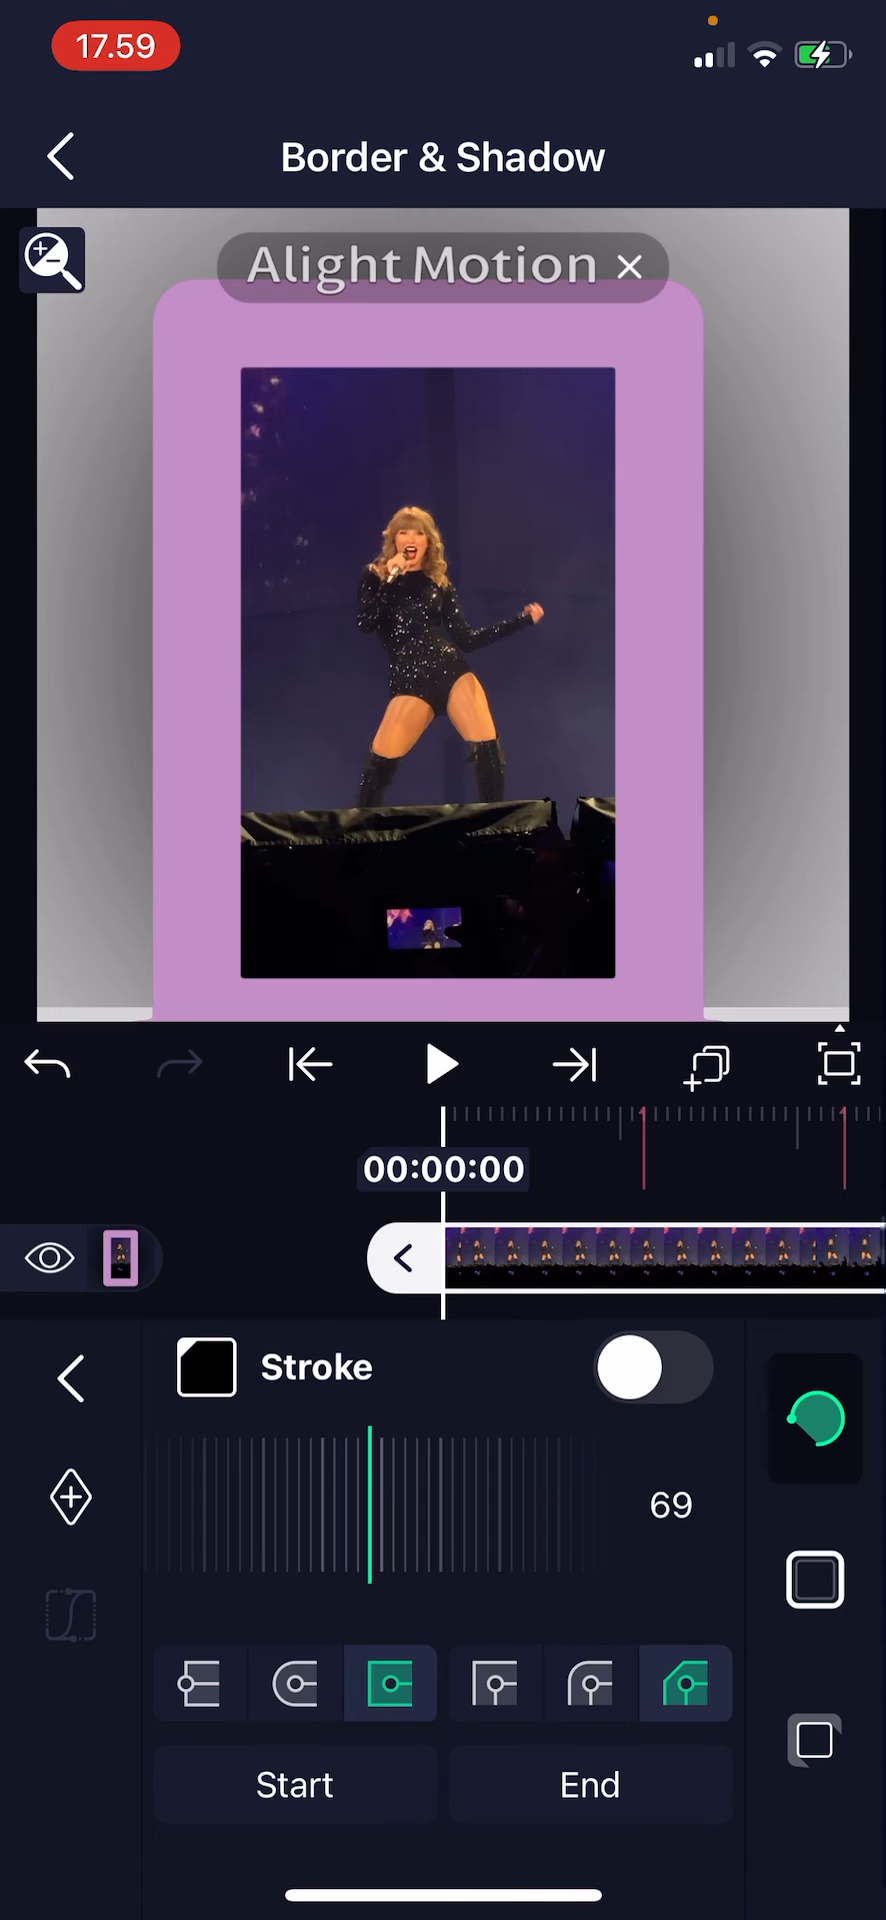 17.59
Border & Shadow
Alight Motion ×
00:00:00
Stroke
69
Start
End